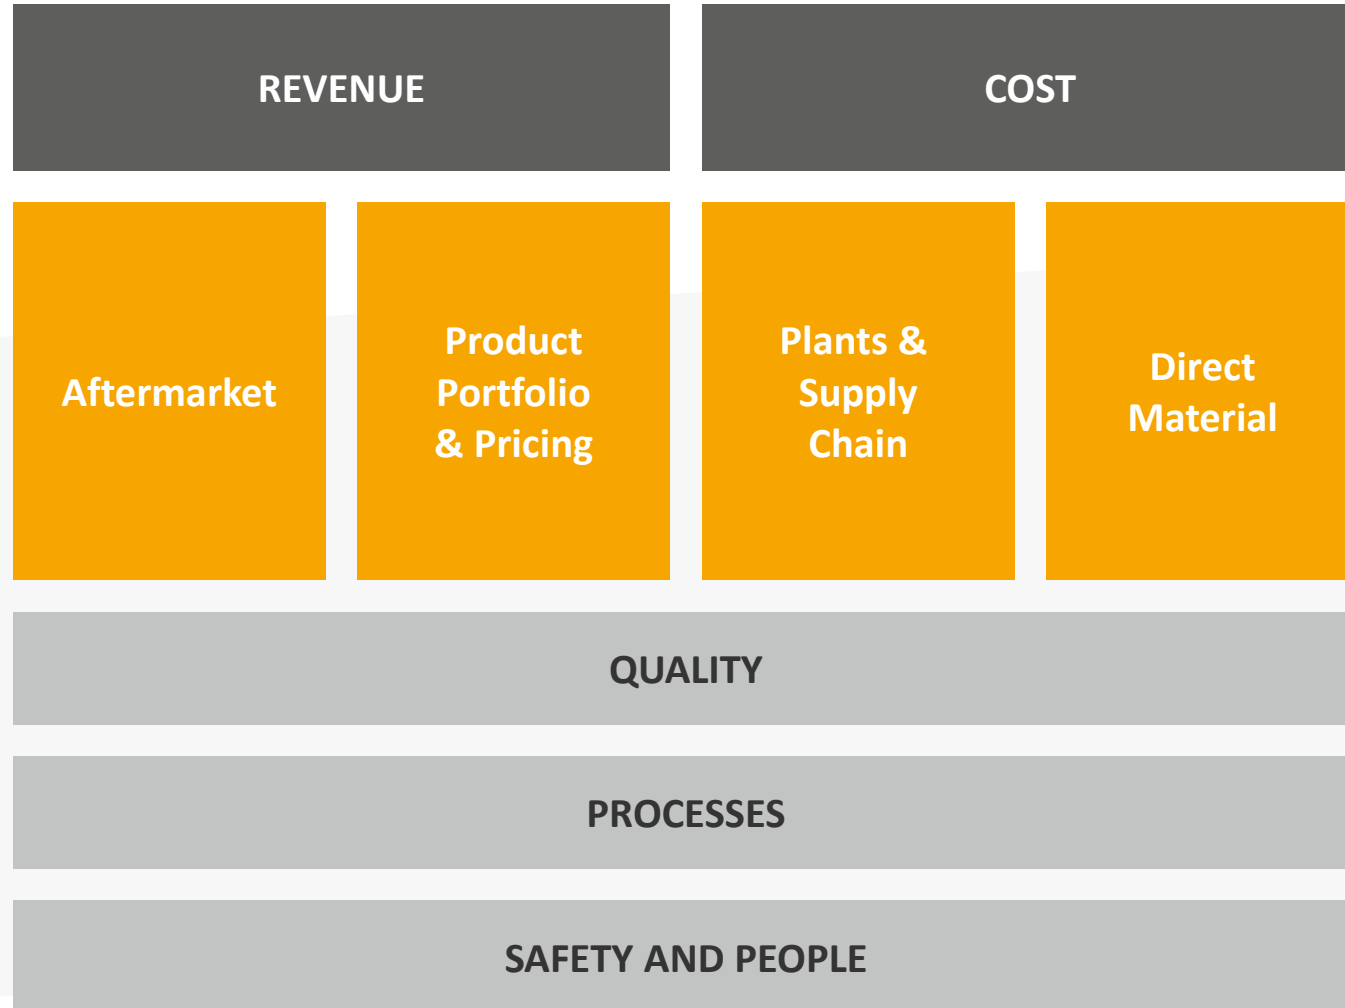 REVENUE
COST
Aftermarket
Product
Portfolio
& Pricing
Plants &
Supply
Chain
Direct
Material
QUALITY
PROCESSES
SAFETY AND PEOPLE